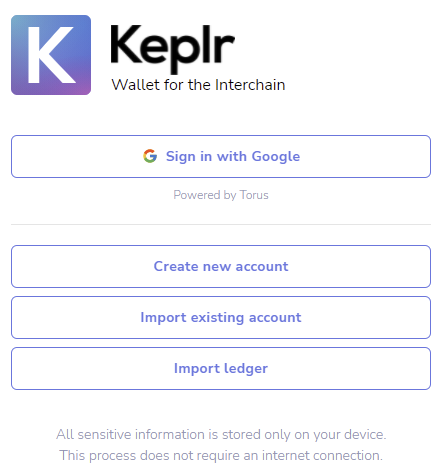 K
Keplr
Wallet for the Interchain
Sign in with Google
Powered by Torus
Create new account
Import existing account
Import ledger
All sensitive information is stored only on your device.
This process does not require an internet connection.